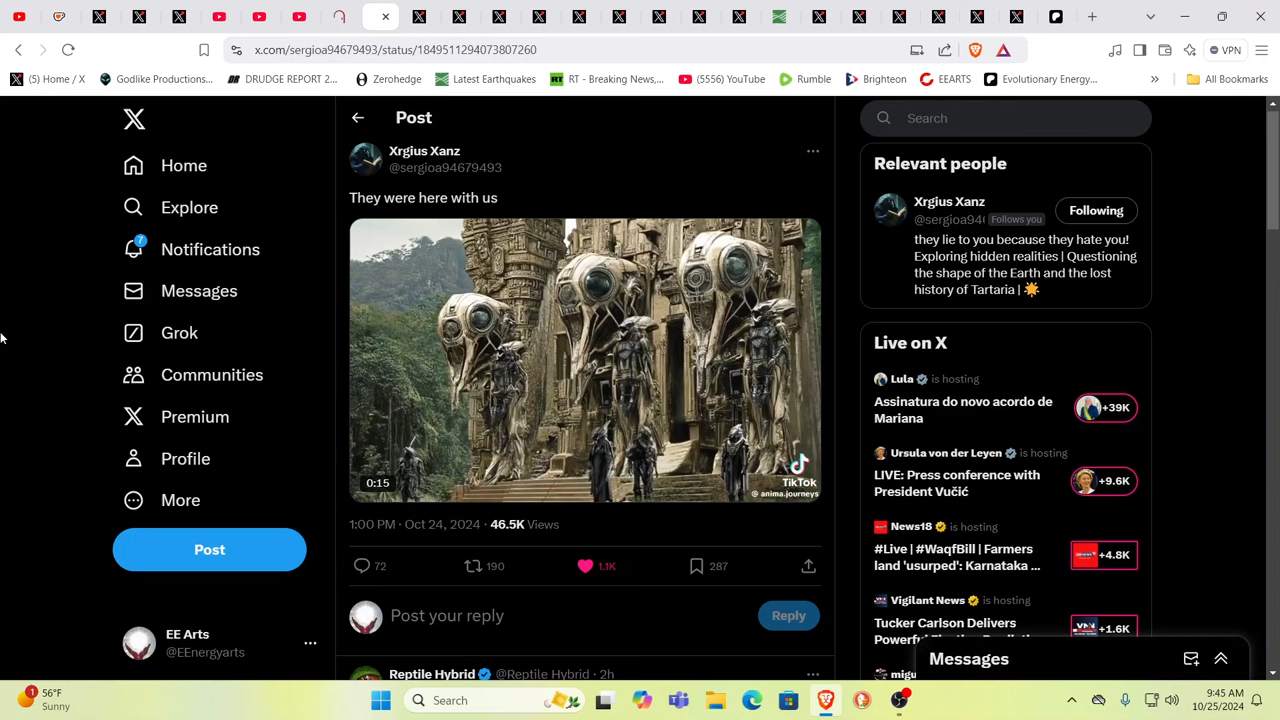 x.com/sergioa94679493/status/1849511294073807260
VPN
(5) Home / X
Godlike Productions...
DRUDGE REPORT 2...
Zerohedge
Latest Earthquakes
RT - Breaking News,...
(5555) YouTube
Rumble
Brighteon
EEARTS
Evolutionary Energy...
»
All Bookmarks
Home
Explore
7
Notifications
Messages
Grok
Communities
Premium
Profile
More
Post
EE Arts
@EEnergyarts
Post
Xrgius Xanz
@sergioa94679493
They were here with us
0:15
TikTok
@ anima.journeys
1:00 PM · Oct 24, 2024 · 46.5K Views
72
190
1.1K
287
Post your reply
Reply
Reptile Hybrid @Reptile_Hybrid · 2h
Search
Relevant people
Xrgius Xanz
@sergioa94 Follows you
Following
they lie to you because they hate you!
Exploring hidden realities | Questioning
the shape of the Earth and the lost
history of Tartaria |
Live on X
Lula is hosting
Assinatura do novo acordo de
Mariana
+39K
Ursula von der Leyen is hosting
LIVE: Press conference with
President Vučić
+9.6K
News18 is hosting
#Live | #WaqfBill | Farmers
land 'usurped': Karnataka ...
+4.8K
Vigilant News is hosting
Tucker Carlson Delivers
+1.6K
Messages
1
56°F
Sunny
Search
9:45 AM
10/25/2024